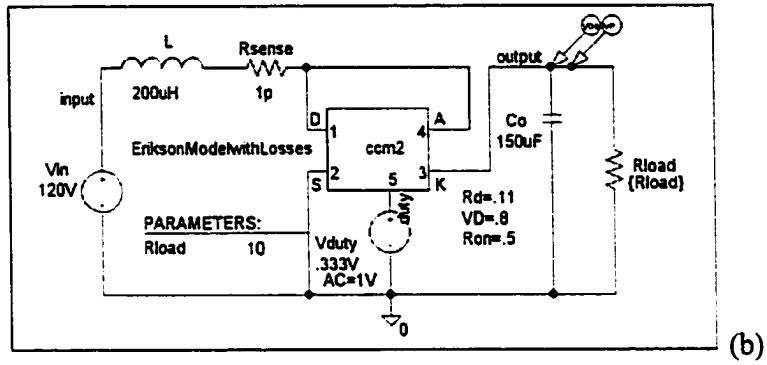 L
Rsense
output
input
200uH
1p
D
1
4
A
Co
150uF
EriksonModelwithLosses
ccm2
Vin
120V
S
2
3
K
5
Rload
{Rload}
duty
Rd=.11
VD=.8
Ron=.5
PARAMETERS:
Rload 10
Vduty
.333V
AC=1V
0
(b)